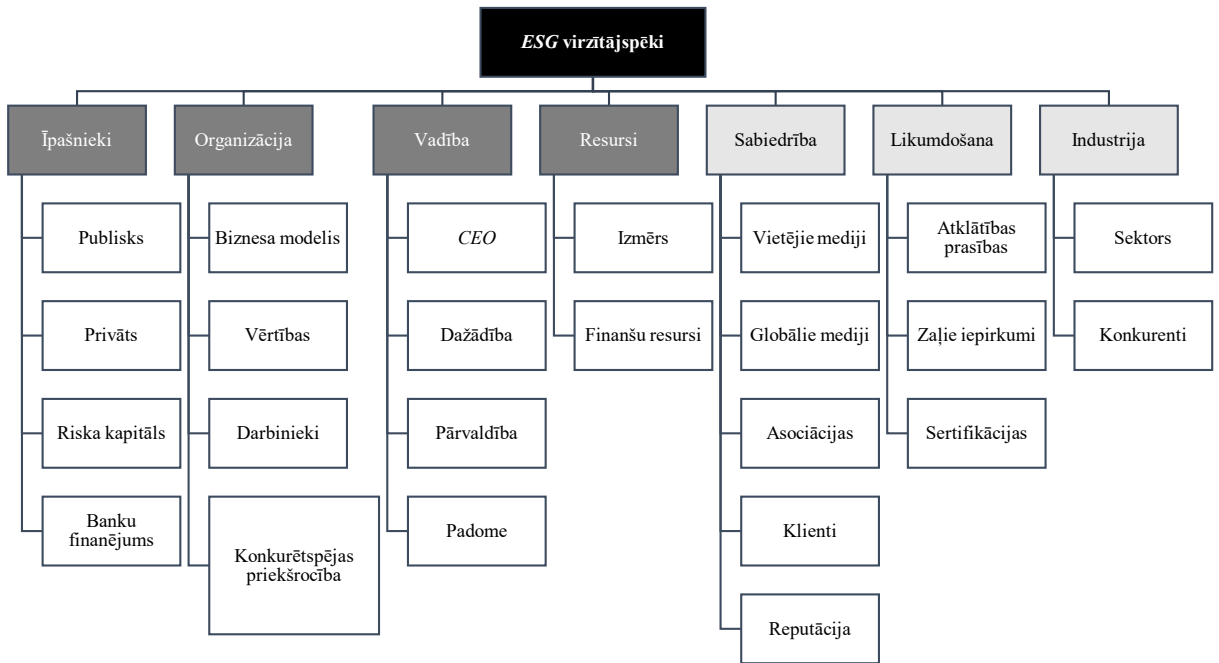 ESG virzītājspēki
Īpašnieki
Organizācija
Vadība
Resursi
Sabiedrība
Likumdošana
Industrija
Publisks
Privāts
Riska kapitāls
Banku
finanējums
Biznesa modelis
Vērtības
Darbinieki
Konkurētspējas
priekšrocība
CEO
Dažādība
Pārvaldība
Padome
Izmērs
Finanšu resursi
Vietējie mediji
Globālie mediji
Asociācijas
Klienti
Reputācija
Atklātības
prasības
Zaļie iepirkumi
Sertifikācijas
Sektors
Konkurenti